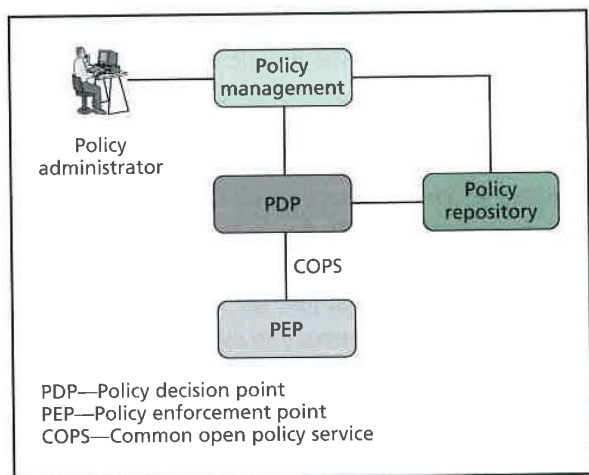 Policy
management
Policy
administrator
PDP
Policy
repository
COPS
PEP
PDP—Policy decision point
PEP—Policy enforcement point
COPS—Common open policy service